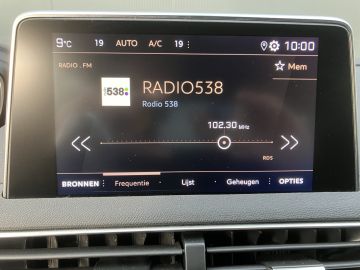 9°C 19 AUTO A/C 19 10:00
RADIO . FM
Mem
538
RADIO538
Radio 538
102.30 MHz
RDS
BRONNEN Frequentie Lijst Geheugen OPTIES